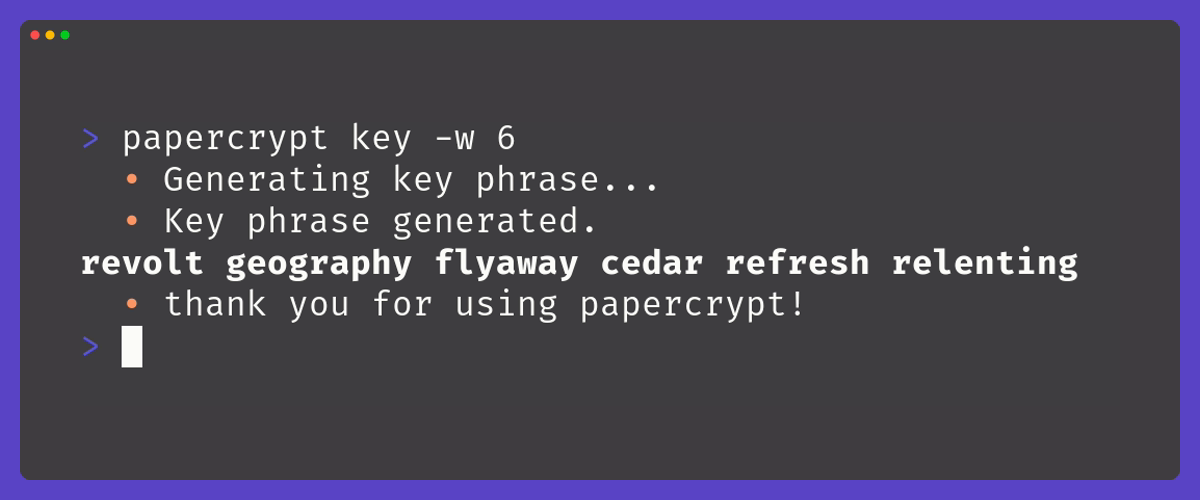 > papercrypt key -w 6
• Generating key phrase...
• Key phrase generated.
revolt geography flyaway cedar refresh relenting
• thank you for using papercrypt!
>